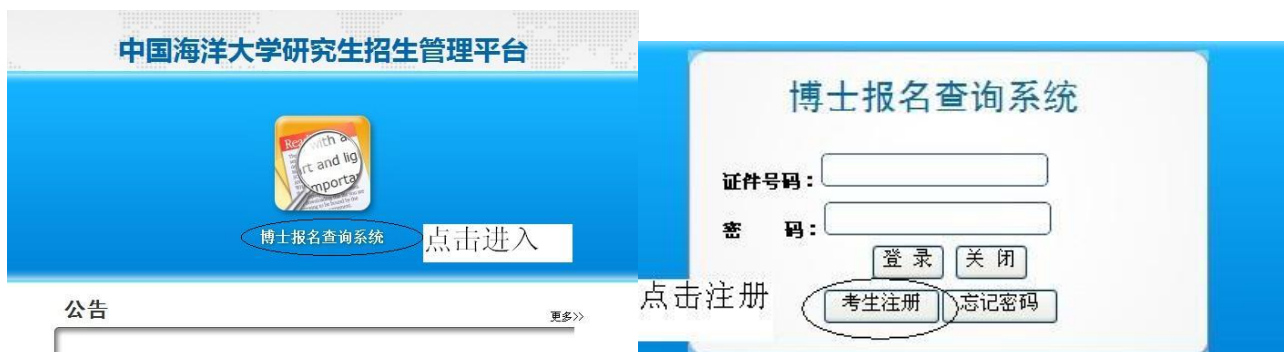 中国海洋大学研究生招生管理平台
Read with a
rt and lig
mporta
博士报名查询系统
点击进入
公告
更多>>
博士报名查询系统
证件号码：
密 码：
登 录
关 闭
点击注册
考生注册
忘记密码